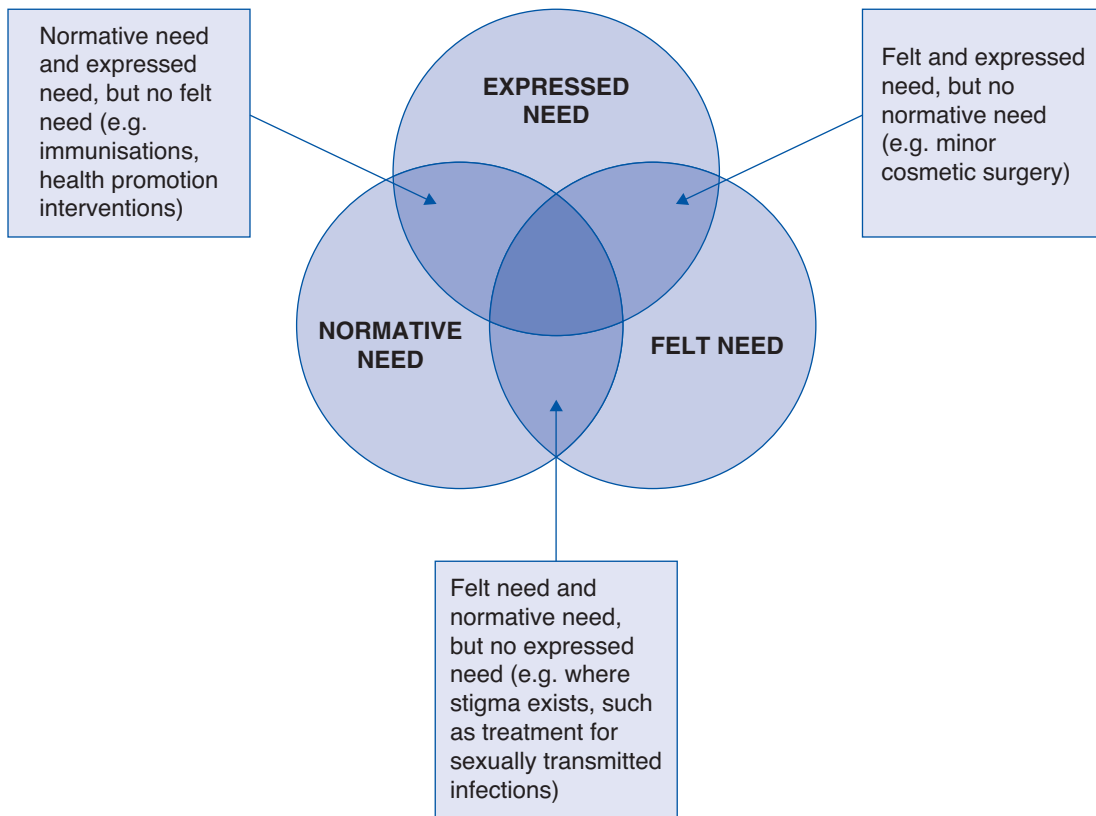 Normative need
and expressed
need, but no felt
need (e.g.
immunisations,
health promotion
interventions)
EXPRESSED
NEED
Felt and expressed
need, but no
normative need
(e.g. minor
cosmetic surgery)
NORMATIVE
NEED
FELT NEED
Felt need and
normative need,
but no expressed
need (e.g. where
stigma exists, such
as treatment for
sexually transmitted
infections)